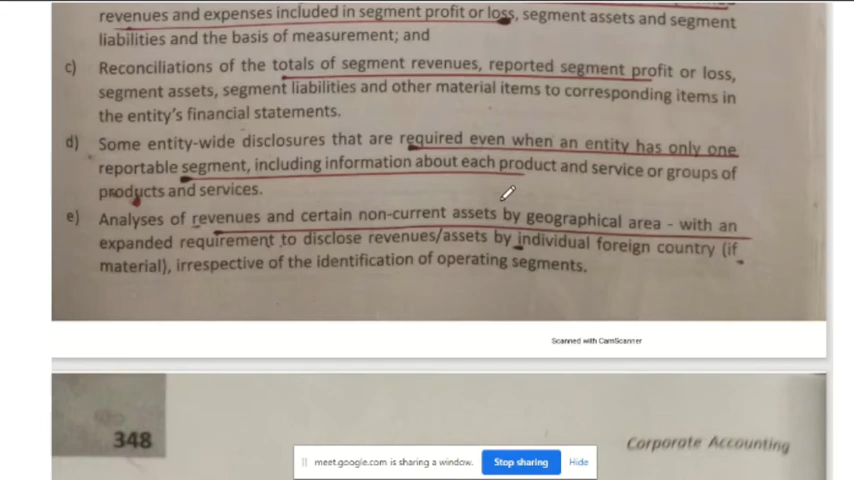 revenues and expenses included in segment profit or loss, segment assets and segment
liabilities and the basis of measurement; and
c) Reconciliations of the totals of segment revenues, reported segment profit or loss,
segment assets, segment liabilities and other material items to corresponding items in
the entity's financial statements.
d) Some entity-wide disclosures that are required even when an entity has only one
reportable segment, including information about each product and service or groups of
products and services.
e) Analyses of revenues and certain non-current assets by geographical area - with an
expanded requirement to disclose revenues/assets by individual foreign country (if
material), irrespective of the identification of operating segments.
Scanned with CamScanner
348
Corporate Accounting
meet.google.com is sharing a window.
Stop sharing
Hide